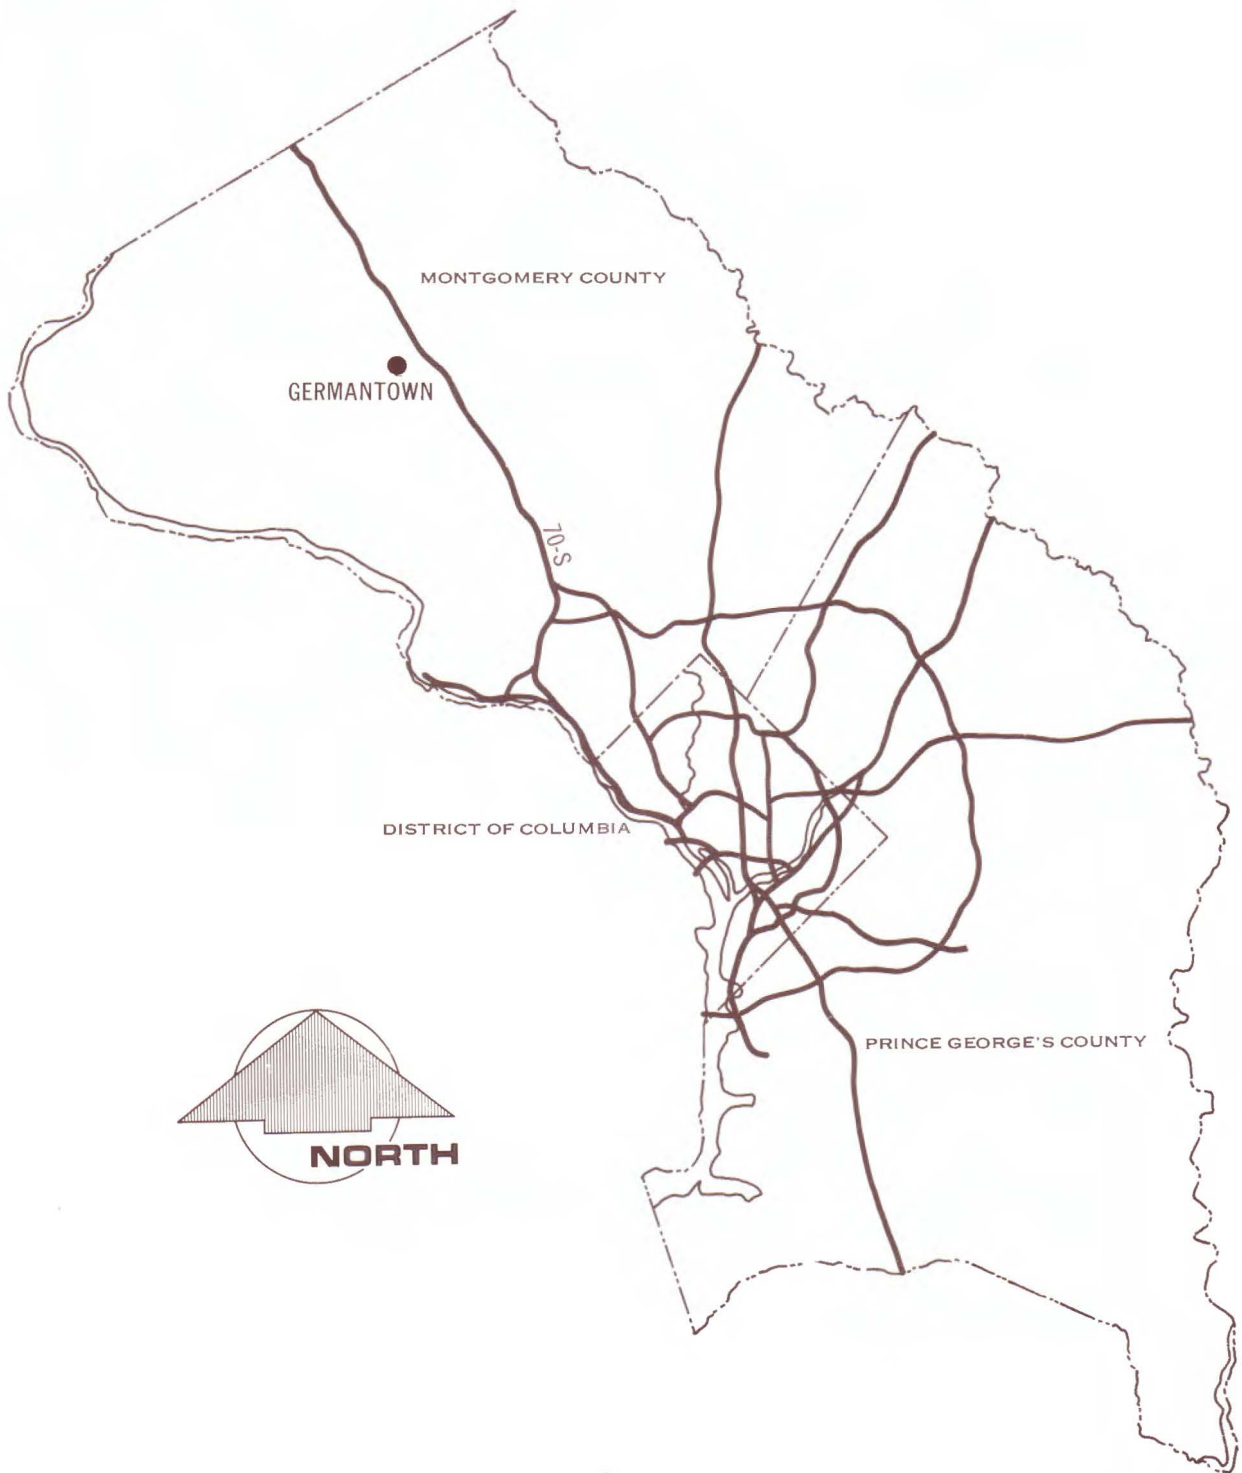 MONTGOMERY COUNTY
GERMANTOWN
70-S
DISTRICT OF COLUMBIA
PRINCE GEORGE'S COUNTY
NORTH